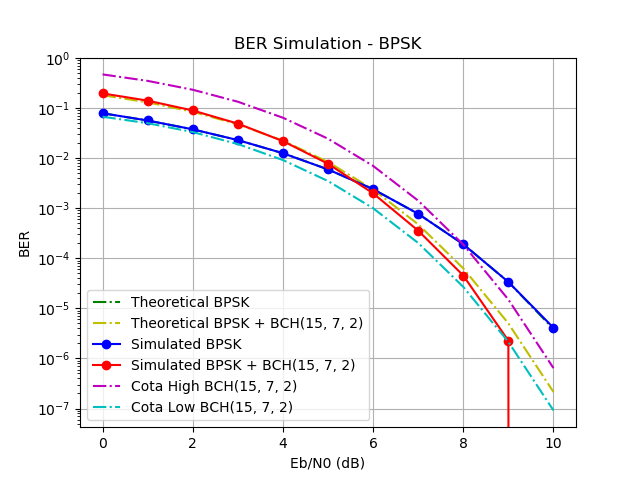 BER Simulation - BPSK
10^0
10^-1
10^-2
10^-3
10^-4
10^-5
10^-6
10^-7
BER
Theoretical BPSK
Theoretical BPSK + BCH(15, 7, 2)
Simulated BPSK
Simulated BPSK + BCH(15, 7, 2)
Cota High BCH(15, 7, 2)
Cota Low BCH(15, 7, 2)
0 2 4 6 8 10
Eb/N0 (dB)